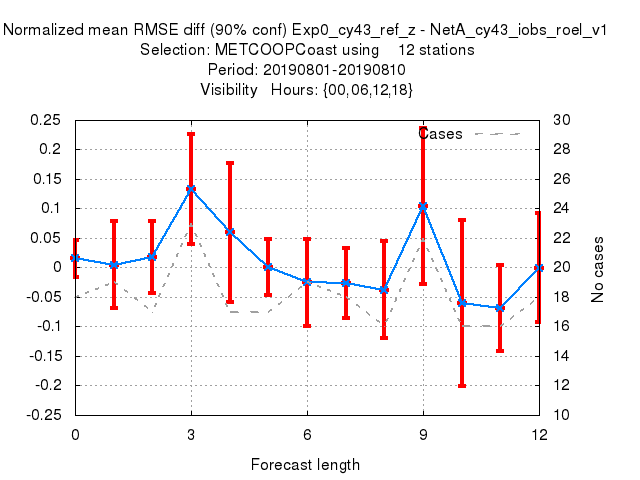 Normalized mean RMSE diff (90% conf) Exp0_cy43_ref_z - NetA_cy43_iobs_roel_v1
Selection: METCOOPCoast using 12 stations
Period: 20190801-20190810
Visibility Hours: {00,06,12,18}
Cases
0.25
0.2
0.15
0.1
0.05
0
-0.05
-0.1
-0.15
-0.2
-0.25
30
28
26
24
22
20
18
16
14
12
10
No cases
0 3 6 9 12
Forecast length